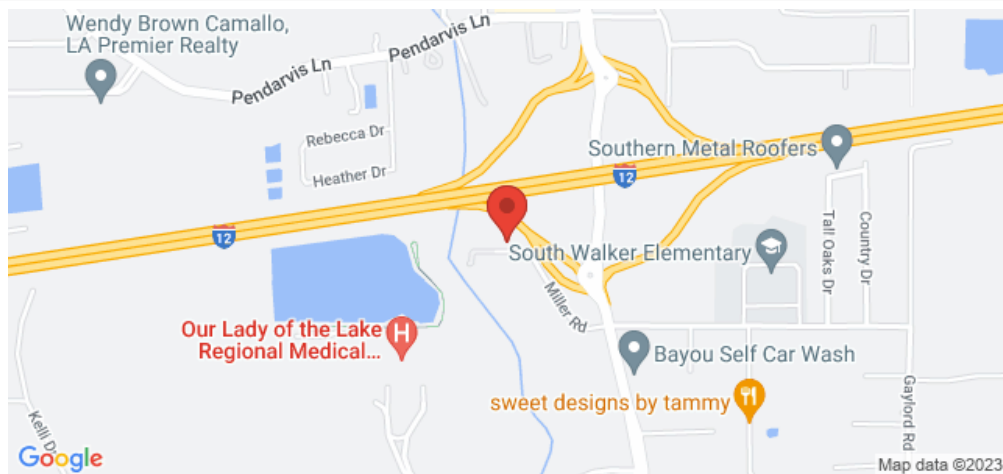 Wendy Brown Camallo,
LA Premier Realty
Pendarvis Ln
Pendarvis Ln
Rebecca Dr
Heather Dr
Southern Metal Roofers
12
12
South Walker Elementary
Tall Oaks Dr
Country Dr
Miller Rd
Our Lady of the Lake
Regional Medical...
H
Bayou Self Car Wash
sweet designs by tammy
Gaylord Rd
Kelli D
Google
Map data ©2023